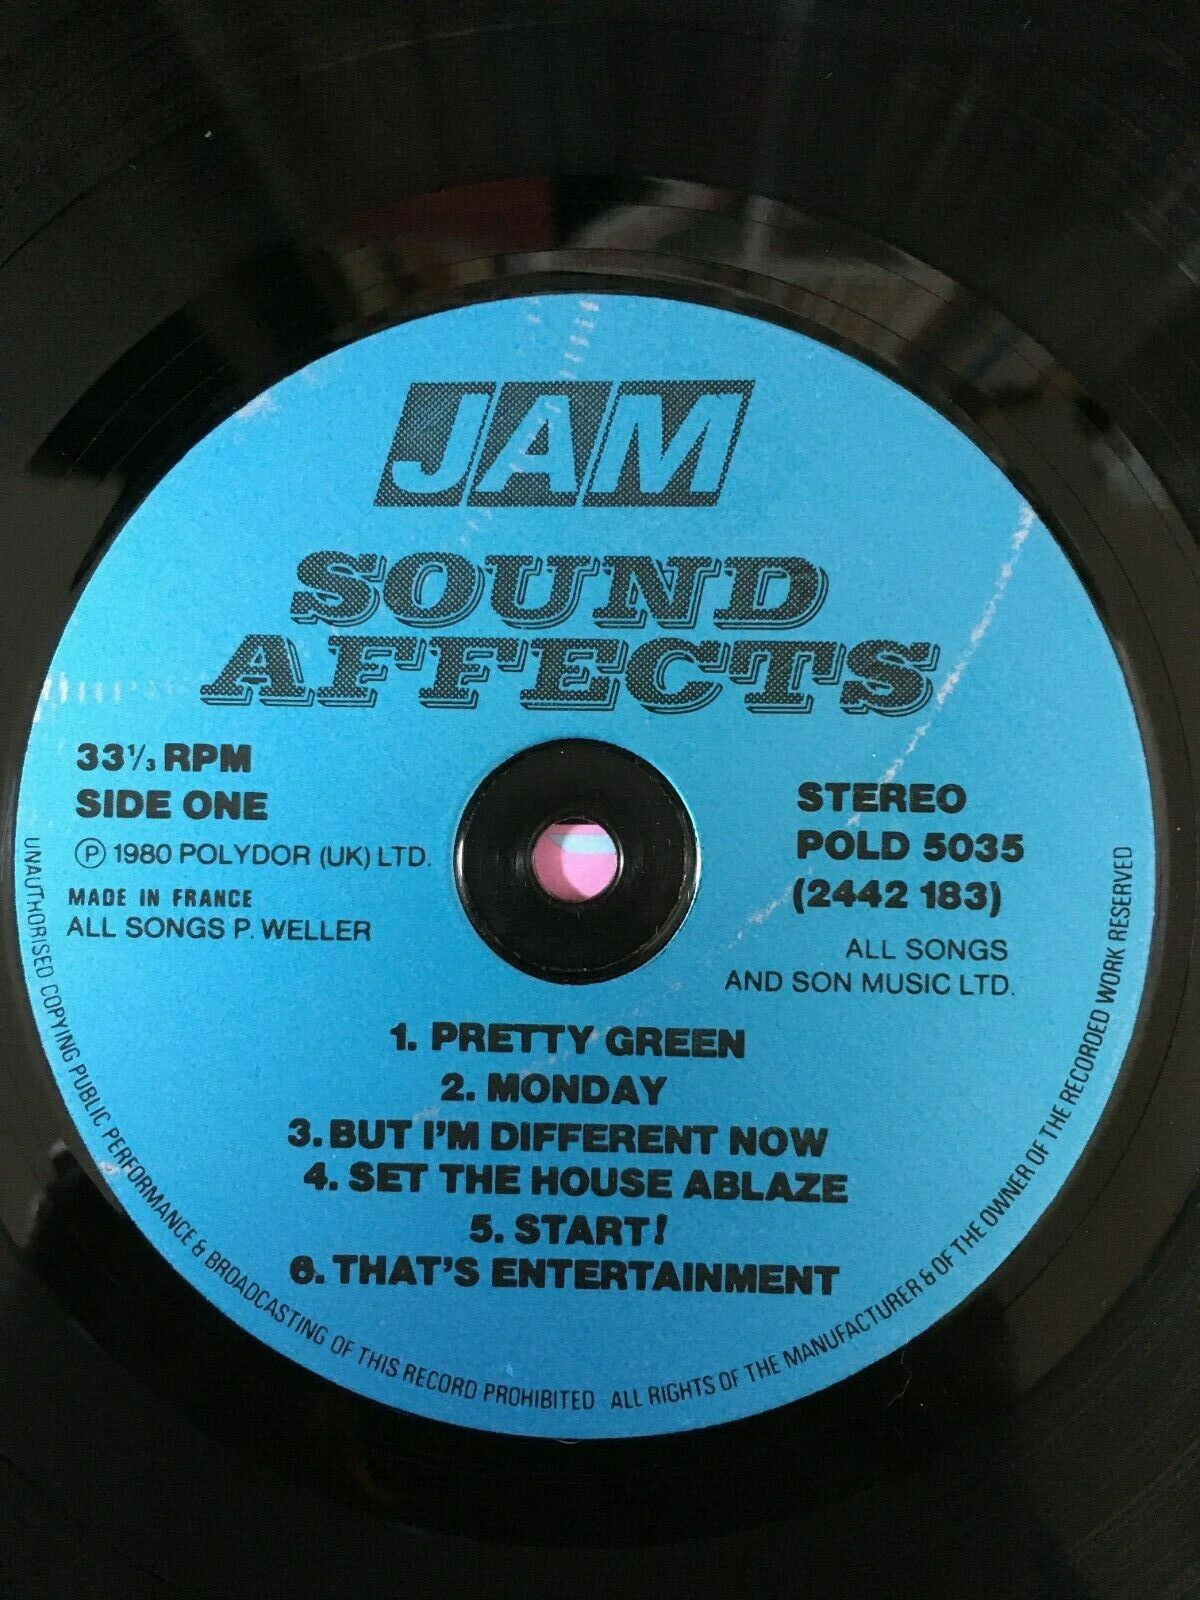 JAM
SOUND
AFFECTS
33⅓ RPM
SIDE ONE
Ⓟ 1980 POLYDOR (UK) LTD.
MADE IN FRANCE
ALL SONGS P. WELLER
STEREO
POLD 5035
(2442 183)
ALL SONGS
AND SON MUSIC LTD.
1. PRETTY GREEN
2. MONDAY
3. BUT I'M DIFFERENT NOW
4. SET THE HOUSE ABLAZE
5. START!
6. THAT'S ENTERTAINMENT
UNAUTHORISED COPYING PUBLIC PERFORMANCE & BROADCASTING OF THIS RECORD PROHIBITED · ALL RIGHTS OF THE MANUFACTURER & OF THE OWNER OF THE RECORDED WORK RESERVED